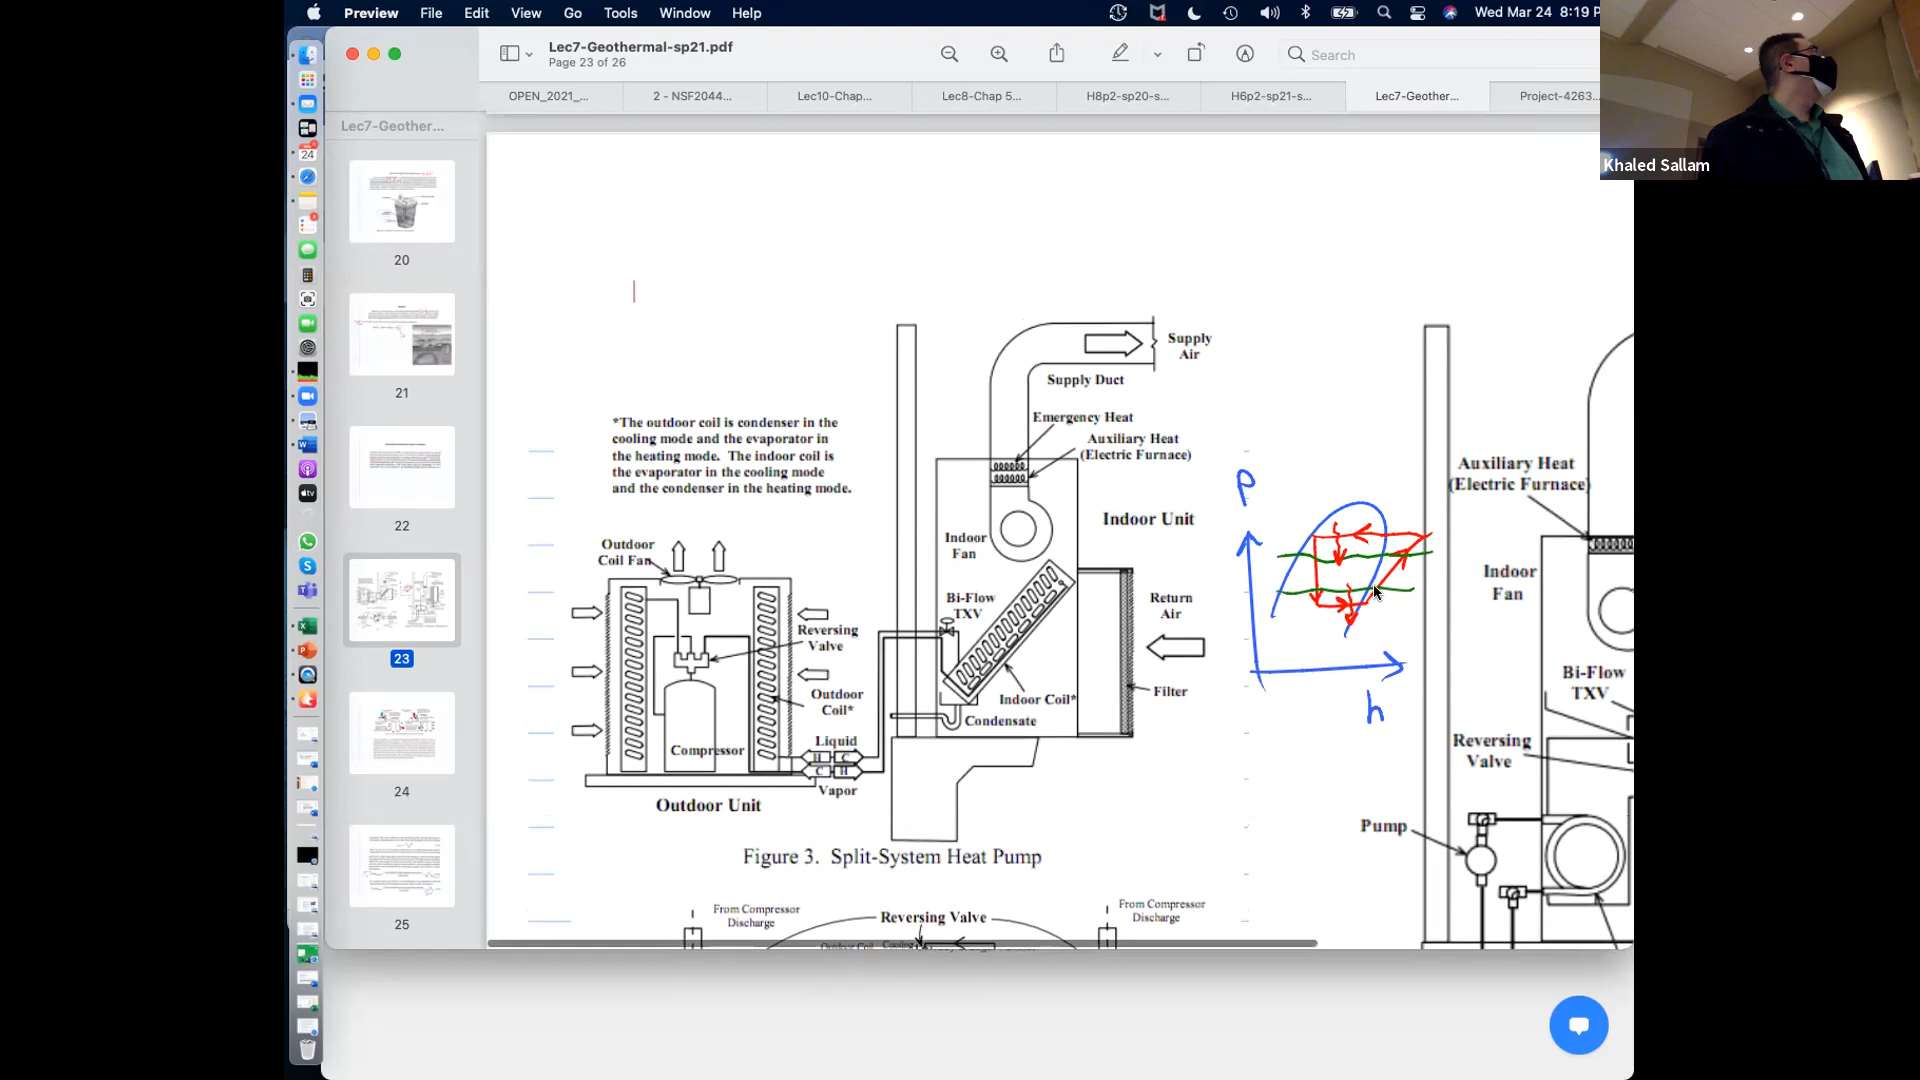 Preview File Edit View Go Tools Window Help
Wed Mar 24 8:19 P
Lec7-Geothermal-sp21.pdf
Page 23 of 26
Search
OPEN_2021_...
2 - NSF2044...
Lec10-Chap...
Lec8-Chap 5...
H8p2-sp20-s...
H6p2-sp21-s...
Lec7-Geother...
Project-4263...
Khaled Sallam
Lec7-Geother...
20
21
22
23
24
25
Supply
Air
Supply Duct
Emergency Heat
Auxiliary Heat
(Electric Furnace)
*The outdoor coil is condenser in the
cooling mode and the evaporator in
the heating mode. The indoor coil is
the evaporator in the cooling mode
and the condenser in the heating mode.
Indoor Unit
Indoor
Fan
Outdoor
Coil Fan
Bi-Flow
TXV
Return
Air
Reversing
Valve
Outdoor
Coil*
Indoor Coil*
Filter
Condensate
Compressor
Liquid
H C
C H
Vapor
Outdoor Unit
Figure 3. Split-System Heat Pump
From Compressor
Discharge
Reversing Valve
From Compressor
Discharge
P
h
Auxiliary Heat
(Electric Furnace)
Indoor
Fan
Bi-Flow
TXV
Reversing
Valve
Pump